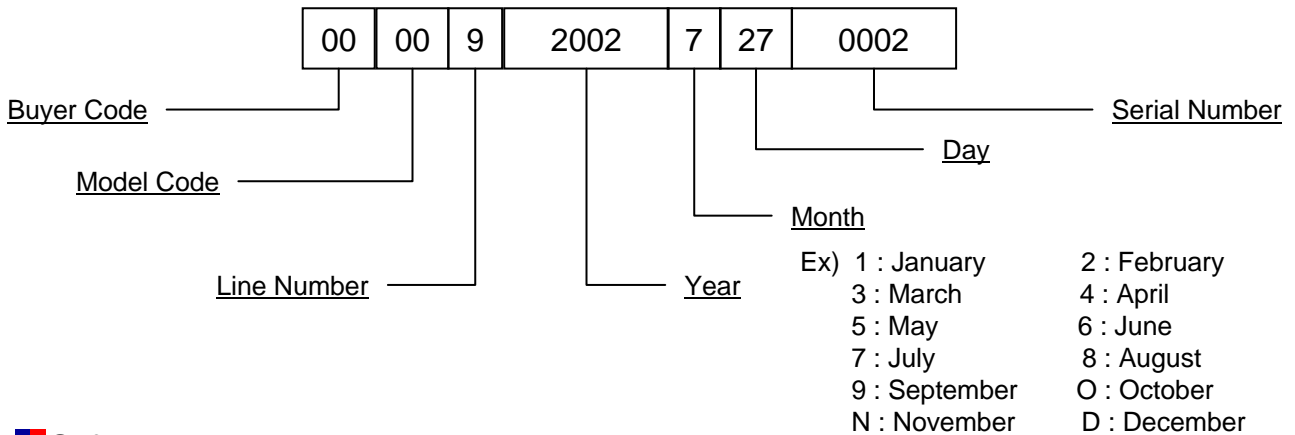 00 00 9 2002 7 27 0002
Buyer Code
Serial Number
Day
Model Code
Month
Line Number
Year
Ex) 1 : January 2 : February
3 : March 4 : April
5 : May 6 : June
7 : July 8 : August
9 : September O : October
N : November D : December